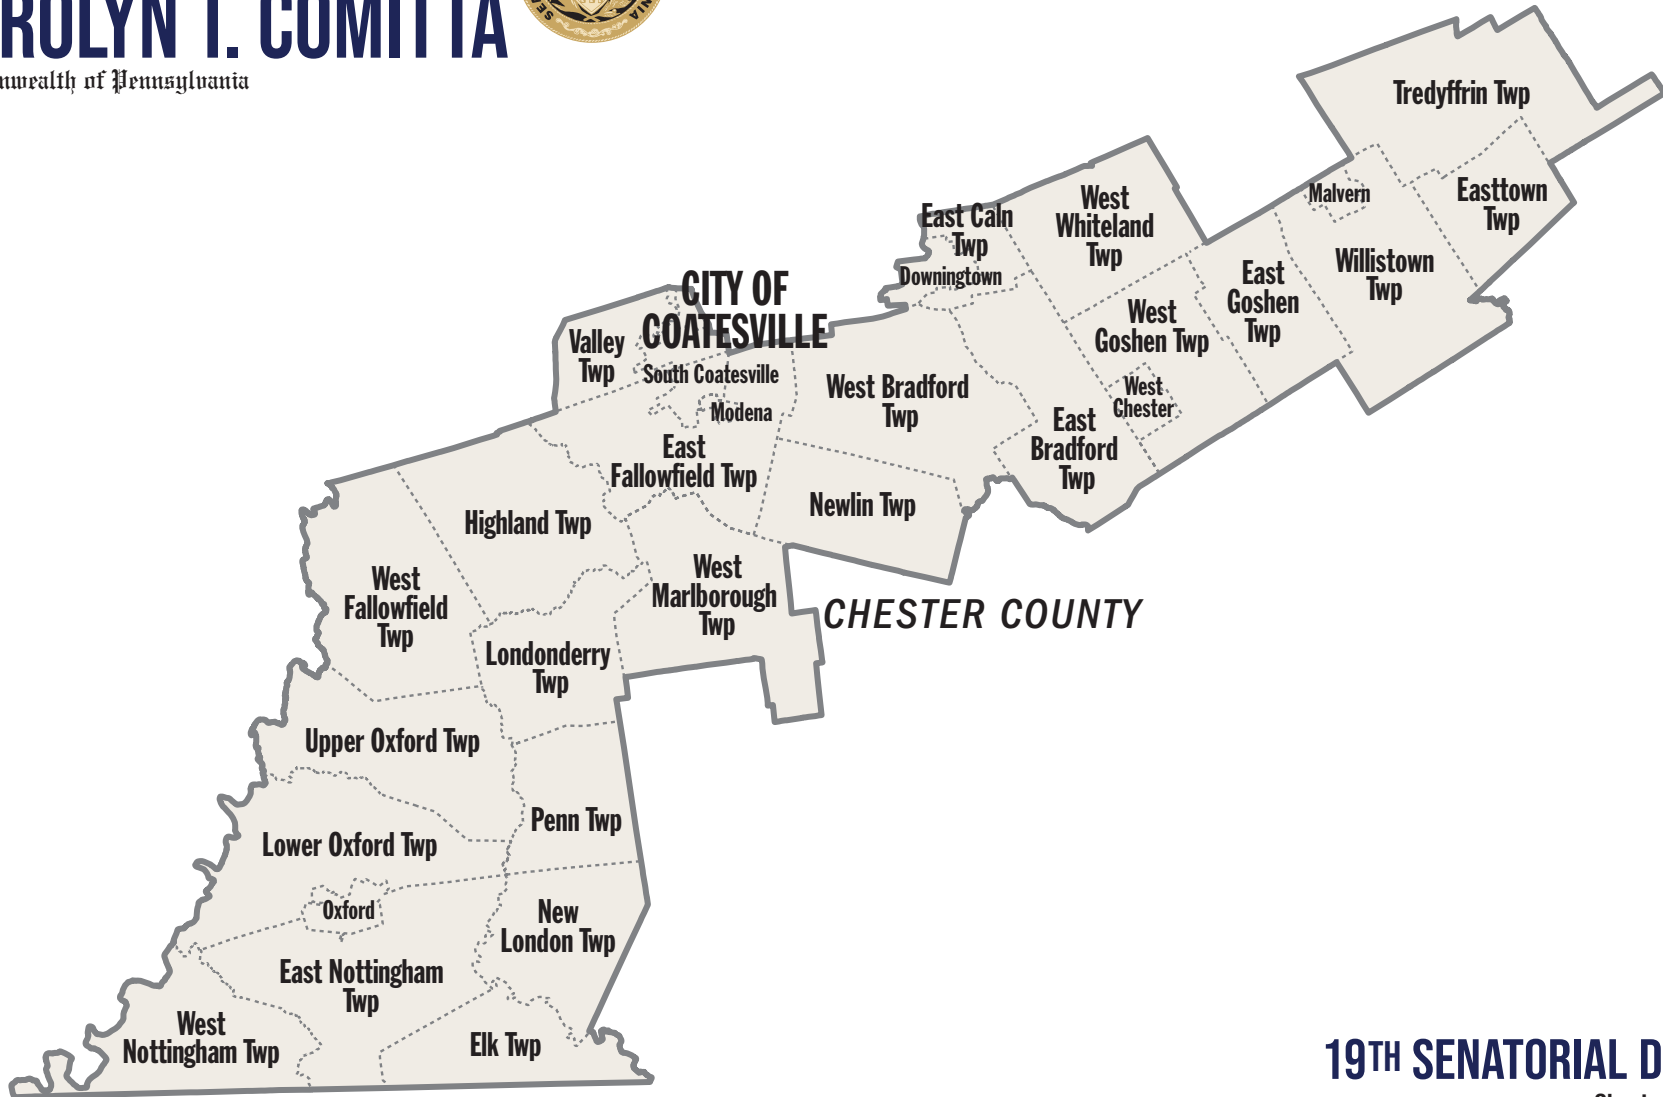 ROLYN T. COMITTA
nwealth of Pennsylvania
Tredyffrin Twp
Malvern
Easttown
Twp
West
Whiteland
Twp
East Caln
Twp
Downingtown
Willistown
Twp
East
Goshen
Twp
West
Goshen Twp
CITY OF
COATESVILLE
Valley
Twp
South Coatesville
Modena
West Bradford
Twp
West
Chester
East
Bradford
Twp
East
Fallowfield Twp
Newlin Twp
Highland Twp
West
Fallowfield
Twp
West
Marlborough
Twp
CHESTER COUNTY
Londonderry
Twp
Upper Oxford Twp
Penn Twp
Lower Oxford Twp
Oxford
New
London Twp
East Nottingham
Twp
West
Nottingham Twp
Elk Twp
19TH SENATORIAL D